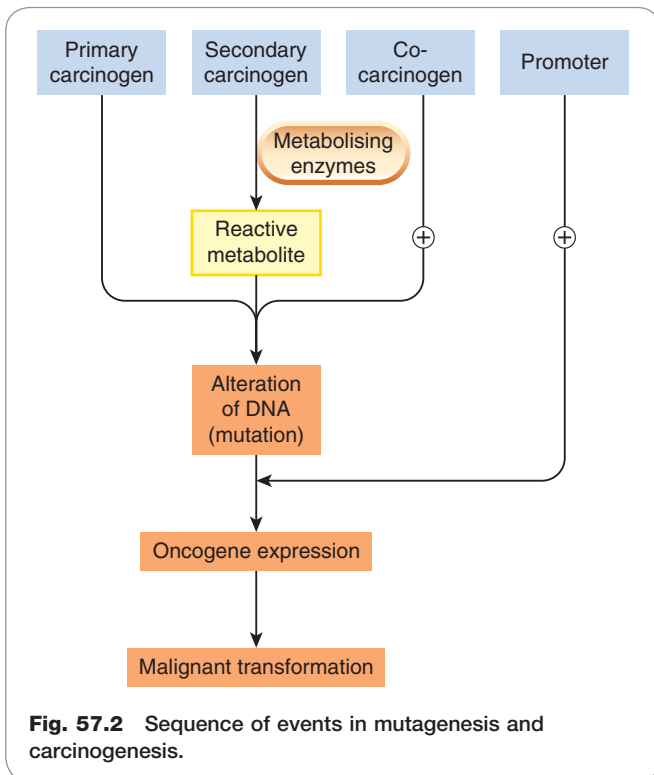 Primary
carcinogen
Secondary
carcinogen
Co-
carcinogen
Promoter
Metabolising
enzymes
Reactive
metabolite
+
+
Alteration
of DNA
(mutation)
Oncogene expression
Malignant transformation
Fig. 57.2 Sequence of events in mutagenesis and
carcinogenesis.